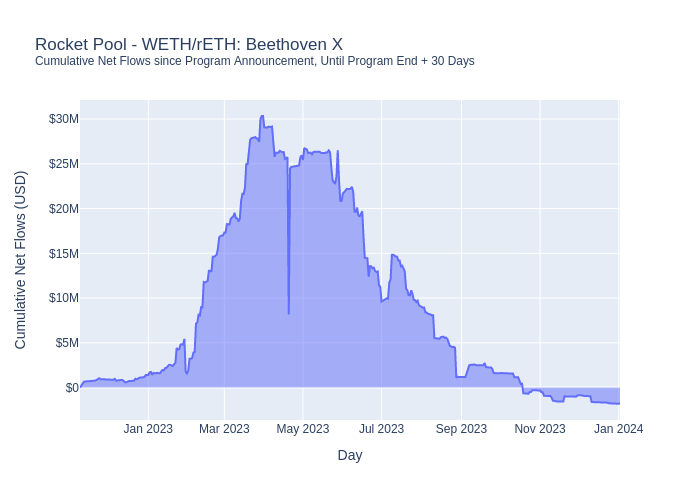 Rocket Pool - WETH/rETH: Beethoven X
Cumulative Net Flows since Program Announcement, Until Program End + 30 Days
Cumulative Net Flows (USD)
$30M
$25M
$20M
$15M
$10M
$5M
$0
Jan 2023 Mar 2023 May 2023 Jul 2023 Sep 2023 Nov 2023 Jan 2024
Day